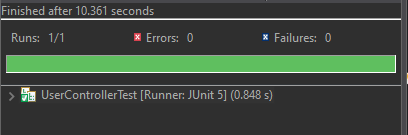 Finished after 10.361 seconds
Runs: 1/1 Errors: 0 Failures: 0
UserControllerTest [Runner: JUnit 5] (0.848 s)